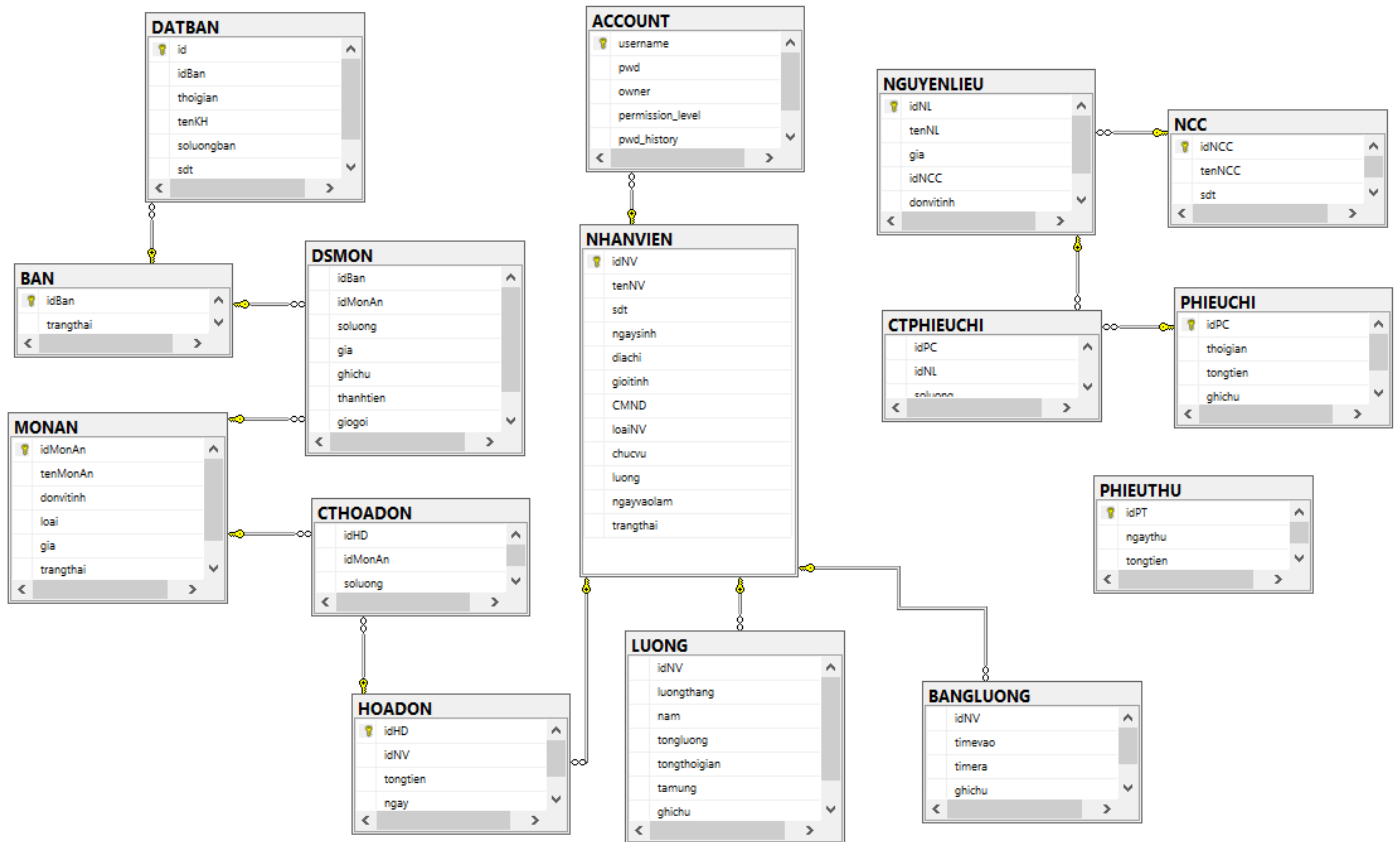 DATBAN
id
idBan
thoigian
tenKH
soluongban
sdt
ACCOUNT
username
pwd
owner
permission_level
pwd_history
NGUYENLIEU
idNL
tenNL
gia
idNCC
donvitinh
NCC
idNCC
tenNCC
sdt
BAN
idBan
trangthai
DSMON
idBan
idMonAn
soluong
gia
ghichu
thanhtien
giogoi
NHANVIEN
idNV
tenNV
sdt
ngaysinh
diachi
gioitinh
CMND
loaiNV
chucvu
luong
ngayvaolam
trangthai
CTPHIEUCHI
idPC
idNL
soluong
PHIEUCHI
idPC
thoigian
tongtien
ghichu
MONAN
idMonAn
tenMonAn
donvitinh
loai
gia
trangthai
CTHOADON
idHD
idMonAn
soluong
PHIEUTHU
idPT
ngaythu
tongtien
HOADON
idHD
idNV
tongtien
ngay
LUONG
idNV
luongthang
nam
tongluong
tongthoigian
tamung
ghichu
BANGLUONG
idNV
timevao
timera
ghichu